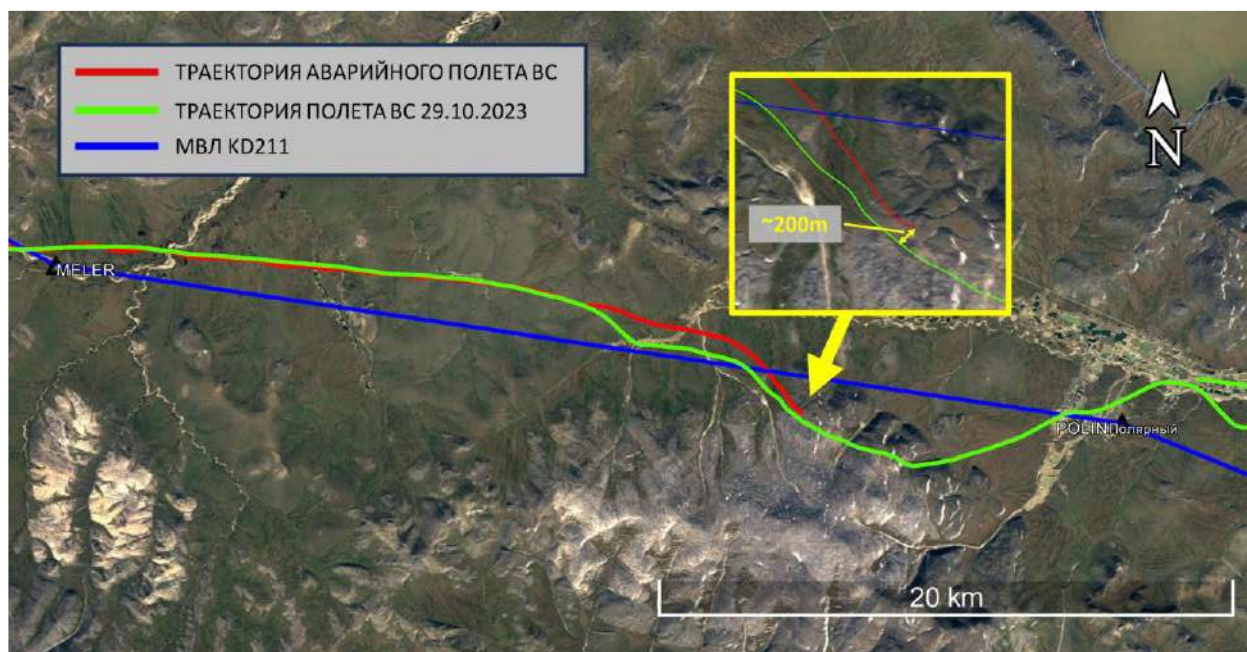 ТРАЕКТОРИЯ АВАРИЙНОГО ПОЛЕТА ВС
ТРАЕКТОРИЯ ПОЛЕТА ВС 29.10.2023
МВЛ KD211
N
~200m
MELER
POLIN Полярный
20 km